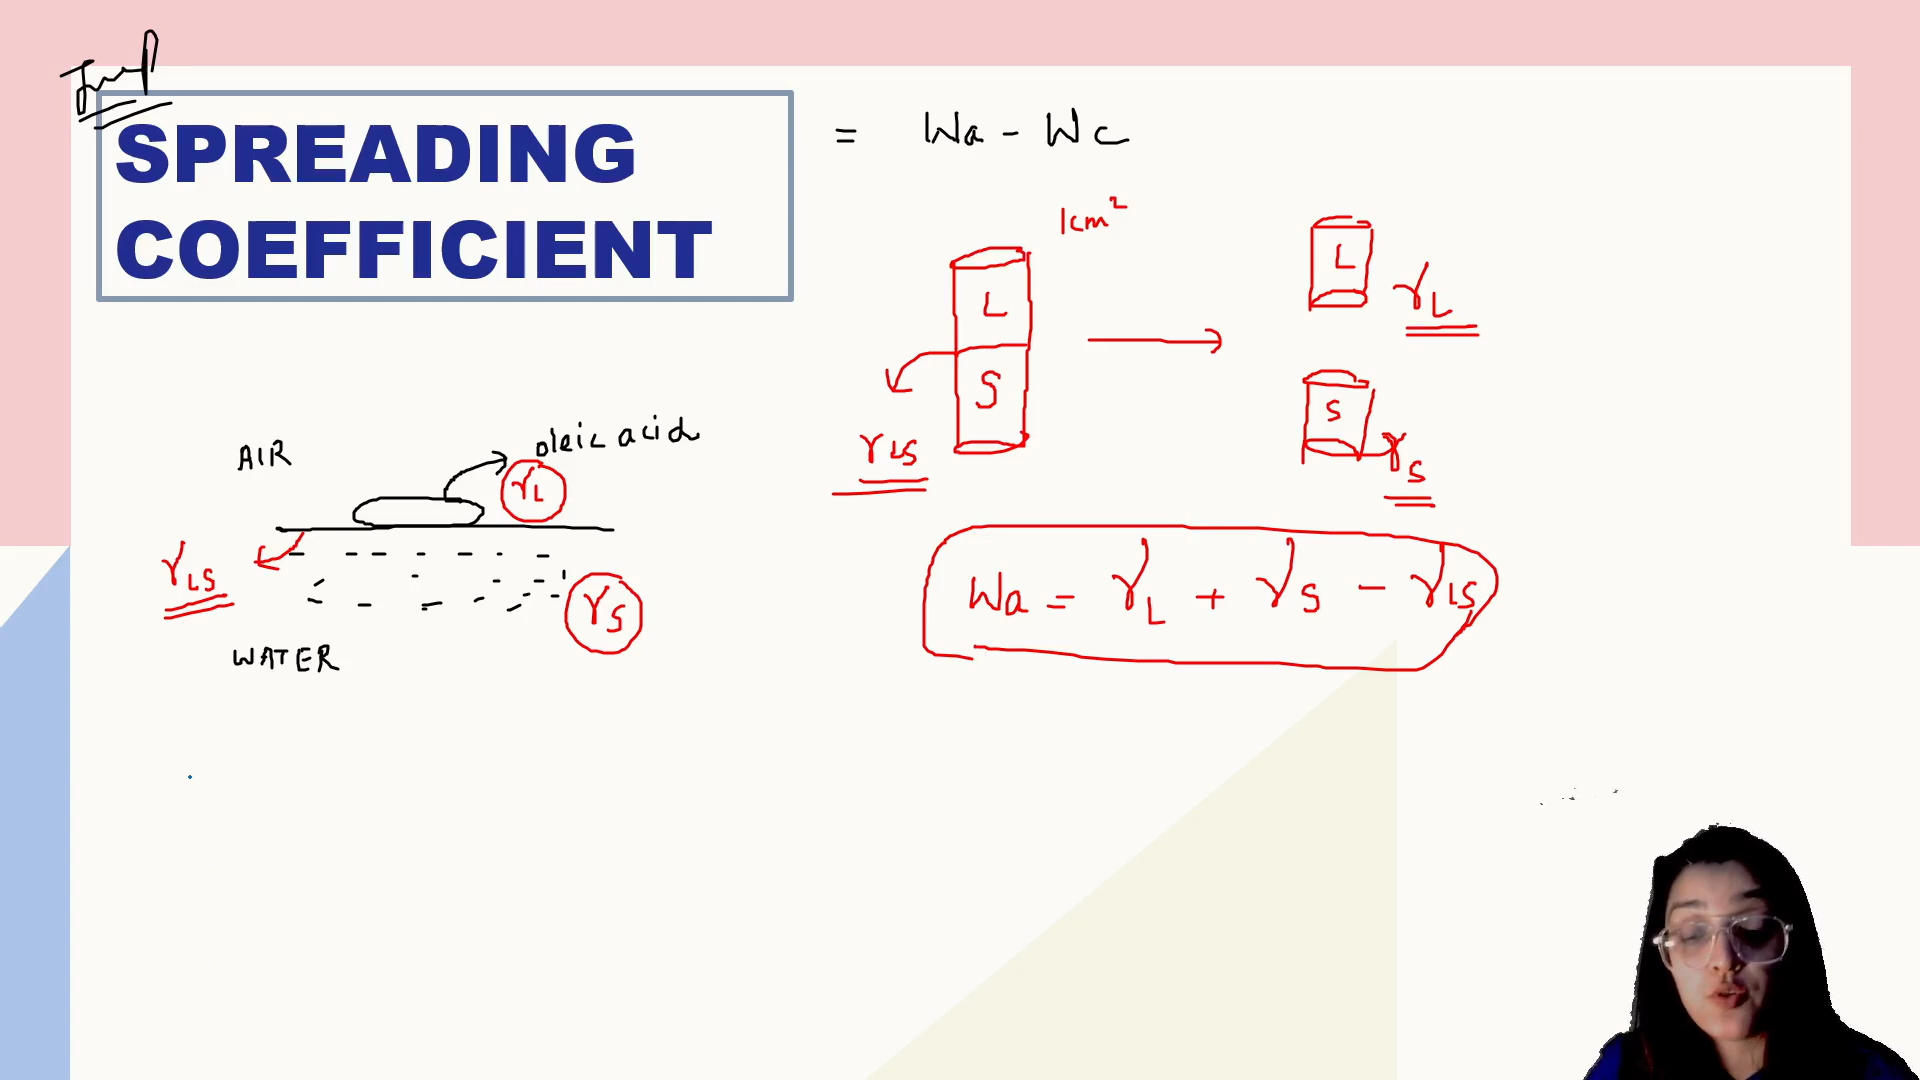 Imp
SPREADING
COEFFICIENT
= Wa - Wc
1cm²
L
S
γLS
L
γL
S
γS
AIR
oleic acid
γL
γLS
γS
WATER
Wa = γL + γS - γLS